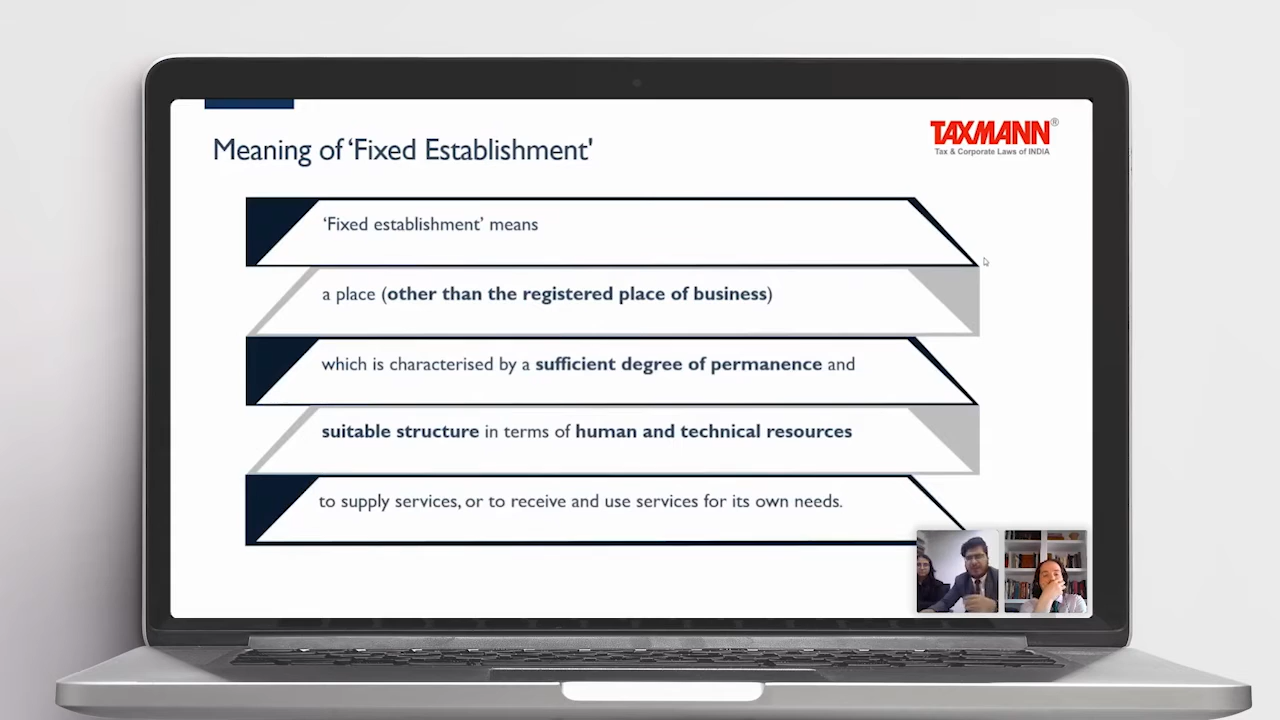 Meaning of 'Fixed Establishment'
TAXMANN®
Tax & Corporate Laws of INDIA
'Fixed establishment' means
a place (other than the registered place of business)
which is characterised by a sufficient degree of permanence and
suitable structure in terms of human and technical resources
to supply services, or to receive and use services for its own needs.